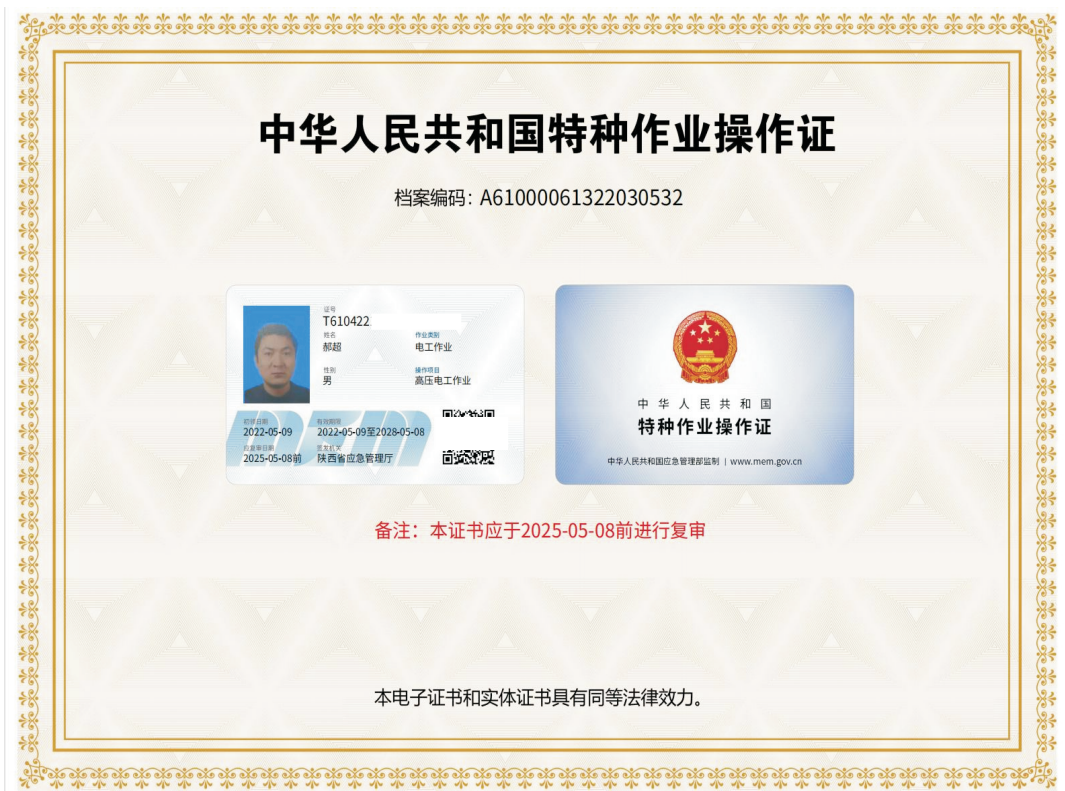 中华人民共和国特种作业操作证
档案编码：A61000061322030532
证号
T610422
姓名
作业类别
郝超
电工作业
性别
操作项目
男
高压电工作业
初领日期
有效期限
2022-05-09
2022-05-09至2028-05-08
应复审日期
签发机关
2025-05-08前
陕西省应急管理厅
中华人民共和国
特种作业操作证
中华人民共和国应急管理部监制 | www.mem.gov.cn
备注：本证书应于2025-05-08前进行复审
本电子证书和实体证书具有同等法律效力。